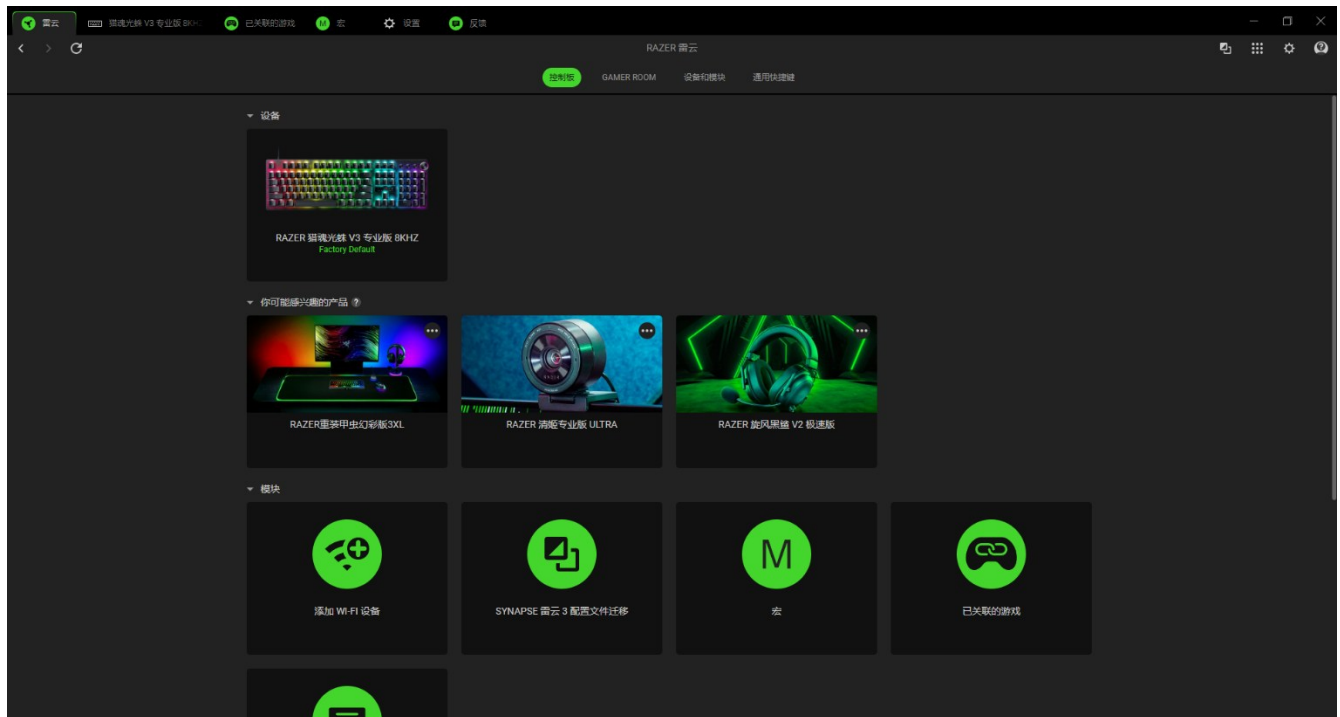 雷云
猎魂光蛛 V3 专业版 8KH
已关联的游戏
M
宏
设置
反馈
RAZER 雷云
控制板
GAMER ROOM
设备和模块
通用快捷键
设备
RAZER 猎魂光蛛 V3 专业版 8KHZ
Factory Default
你可能感兴趣的产品 ?
RAZER重装甲虫幻彩版3XL
RAZER 清姬专业版 ULTRA
RAZER 旋风黑鲨 V2 极速版
模块
M
添加 WI-FI 设备
SYNAPSE 雷云 3 配置文件迁移
宏
已关联的游戏